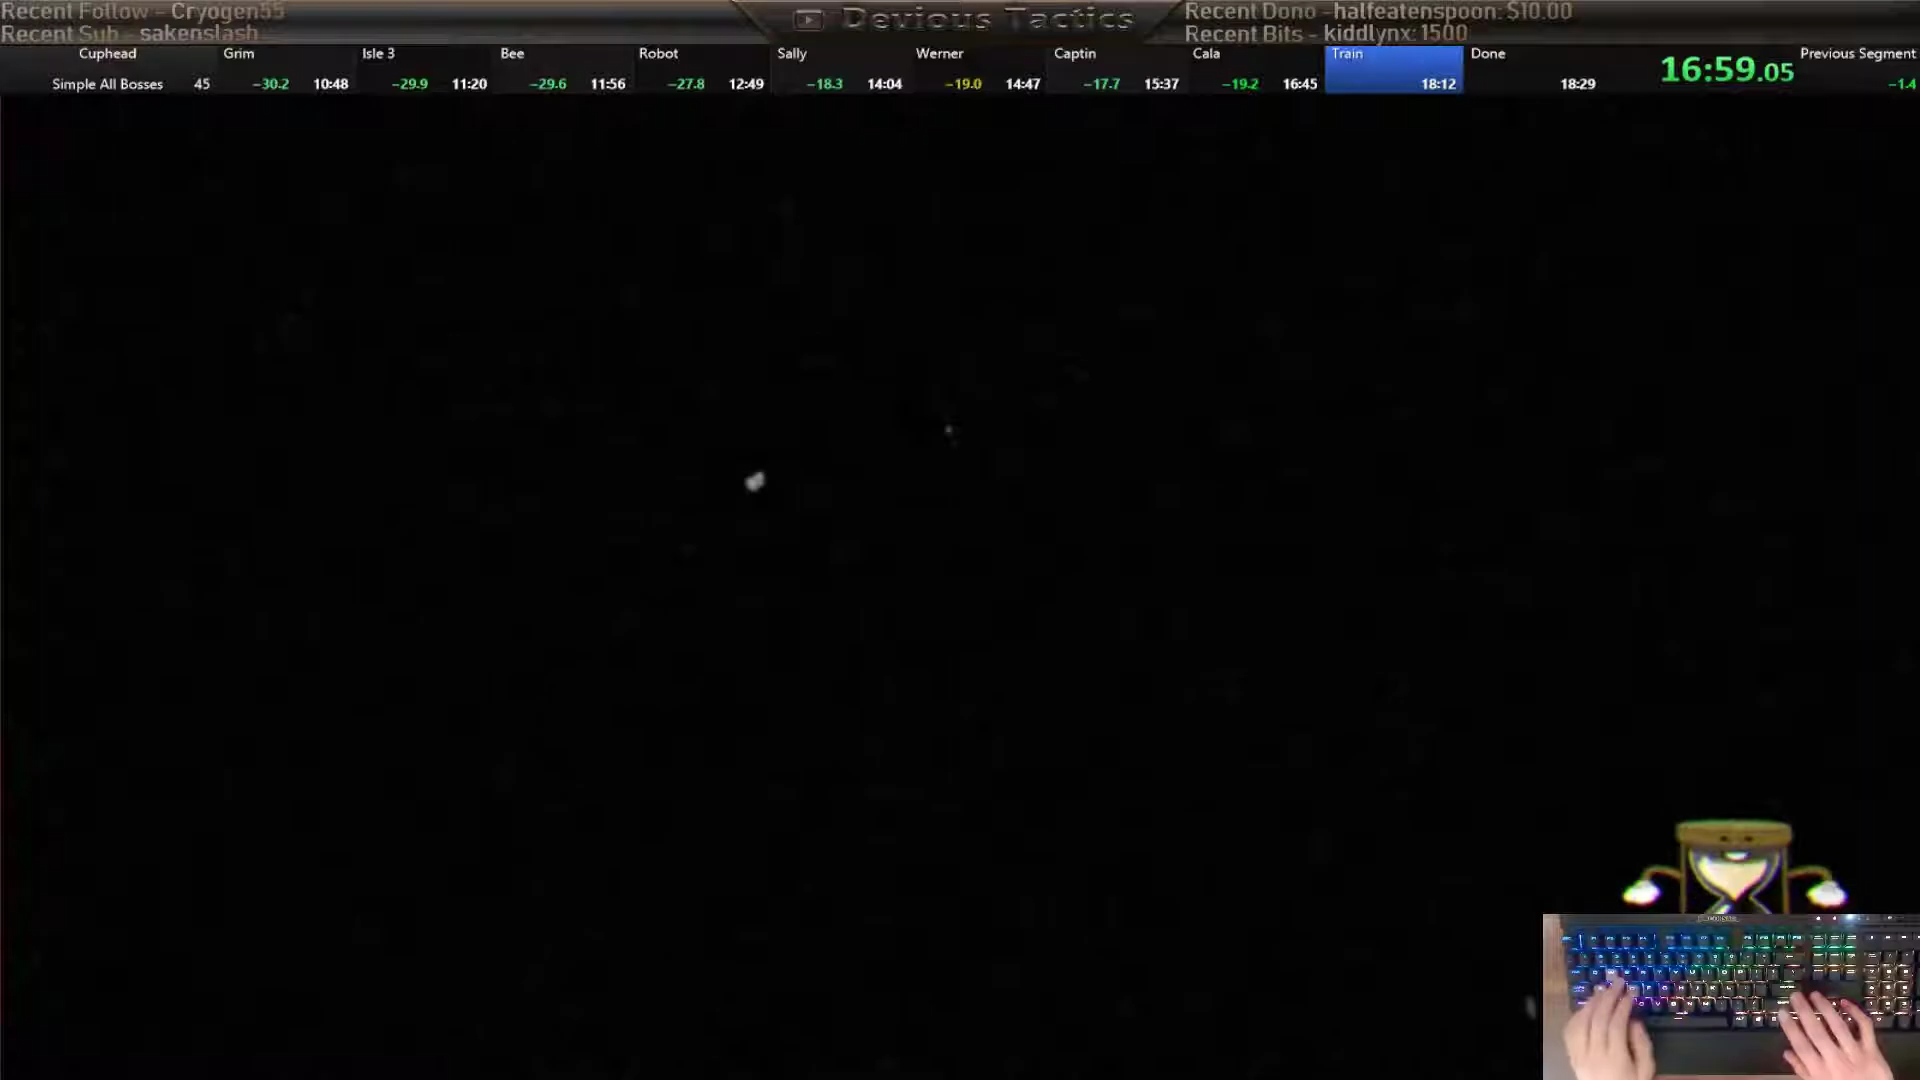 Recent Follow - Cryogen55
Recent Sub - sakenslash
Devious Tactics
Recent Dono - halfeatenspoon: $10.00
Recent Bits - kiddlynx: 1500
Cuphead Grim Isle 3 Bee Robot Sally Werner Captin Cala Train Done 16:59.05 Previous Segment
Simple All Bosses 45 −30.2 10:48 −29.9 11:20 −29.6 11:56 −27.8 12:49 −18.3 14:04 −19.0 14:47 −17.7 15:37 −19.2 16:45 18:12 18:29 −1.4